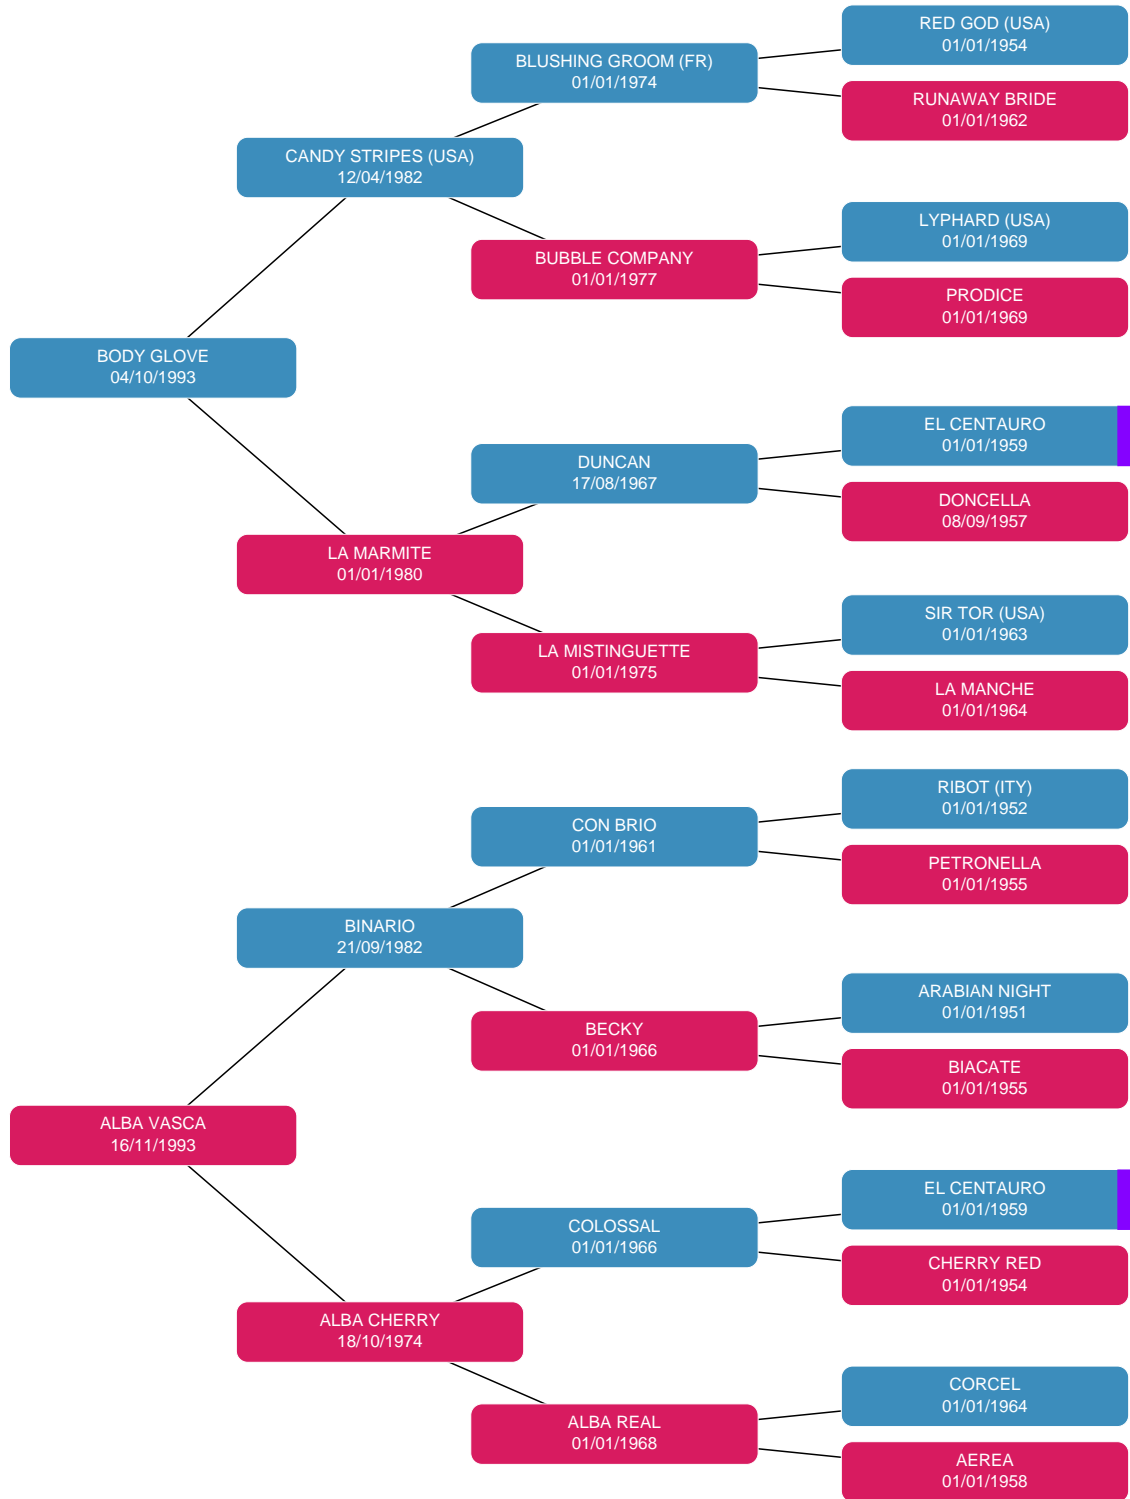 RED GOD (USA)
01/01/1954
BLUSHING GROOM (FR)
01/01/1974
RUNAWAY BRIDE
01/01/1962
CANDY STRIPES (USA)
12/04/1982
LYPHARD (USA)
01/01/1969
BUBBLE COMPANY
01/01/1977
PRODICE
01/01/1969
BODY GLOVE
04/10/1993
EL CENTAURO
01/01/1959
DUNCAN
17/08/1967
DONCELLA
08/09/1957
LA MARMITE
01/01/1980
SIR TOR (USA)
01/01/1963
LA MISTINGUETTE
01/01/1975
LA MANCHE
01/01/1964
RIBOT (ITY)
01/01/1952
CON BRIO
01/01/1961
PETRONELLA
01/01/1955
BINARIO
21/09/1982
ARABIAN NIGHT
01/01/1951
BECKY
01/01/1966
BIACATE
01/01/1955
ALBA VASCA
16/11/1993
EL CENTAURO
01/01/1959
COLOSSAL
01/01/1966
CHERRY RED
01/01/1954
ALBA CHERRY
18/10/1974
CORCEL
01/01/1964
ALBA REAL
01/01/1968
AEREA
01/01/1958